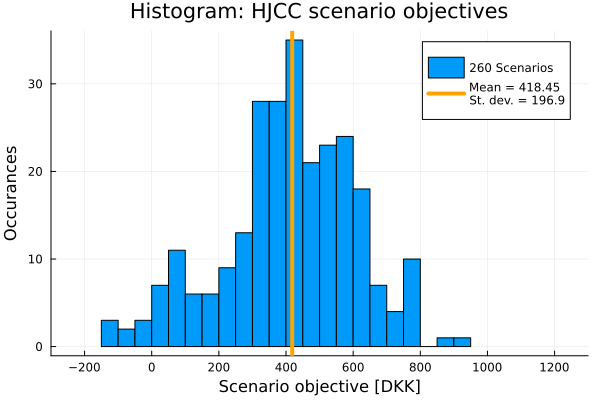 Histogram: HJCC scenario objectives
260 Scenarios
Mean = 418.45
St. dev. = 196.9
Occurances
30
20
10
0
−200 0 200 400 600 800 1000 1200
Scenario objective [DKK]